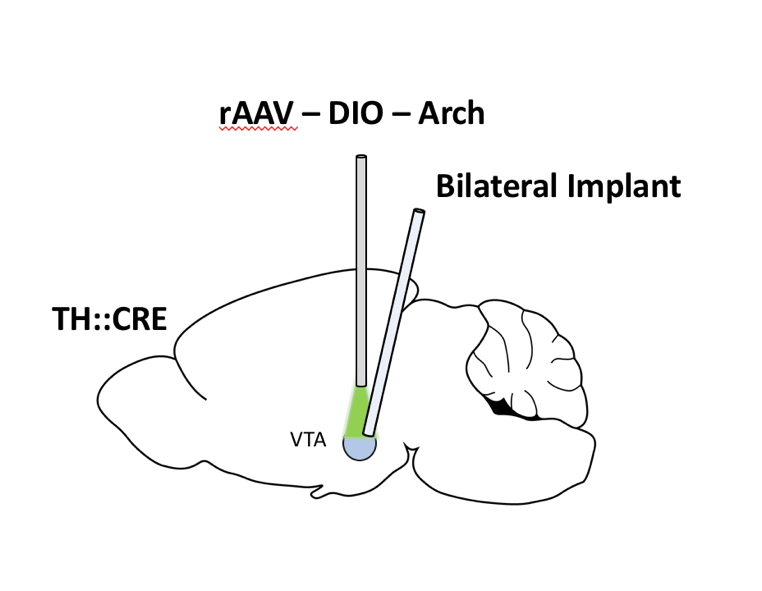 rAAV – DIO – Arch
Bilateral Implant
TH::CRE
VTA